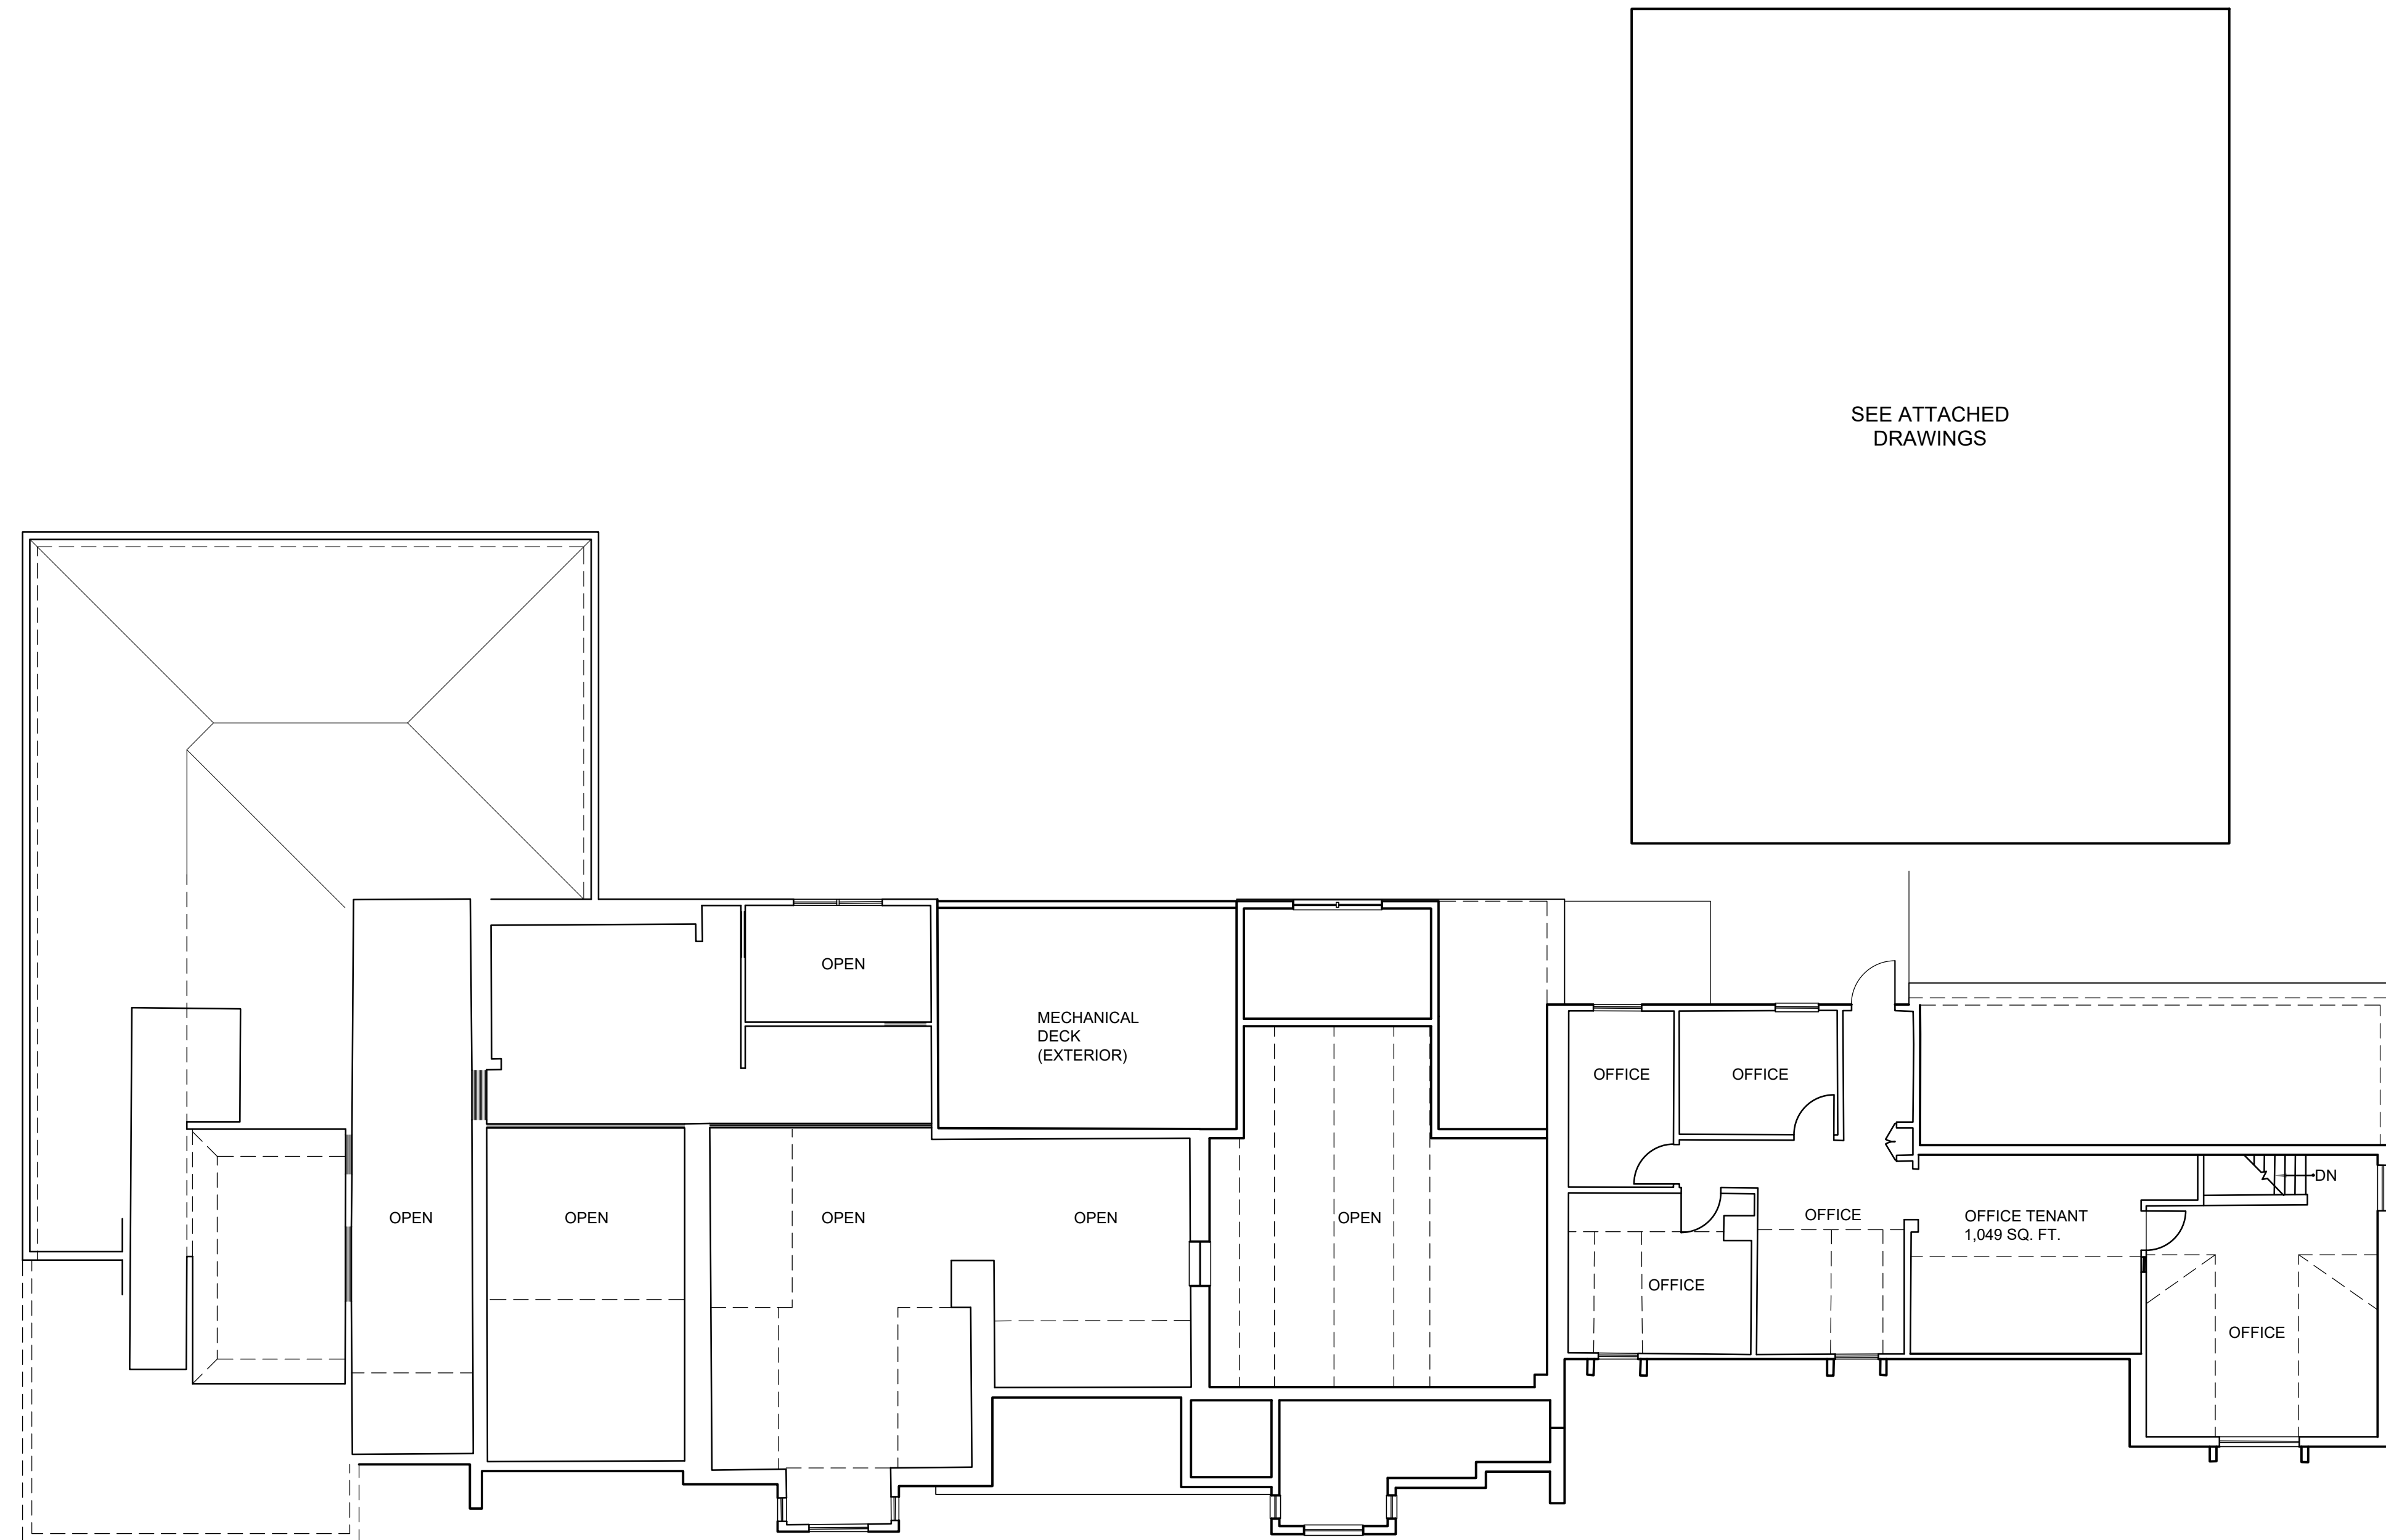 SEE ATTACHED
DRAWINGS
OPEN
MECHANICAL
DECK
(EXTERIOR)
OFFICE
OFFICE
DN
OPEN
OPEN
OPEN
OPEN
OPEN
OFFICE
OFFICE TENANT
1,049 SQ. FT.
OFFICE
OFFICE